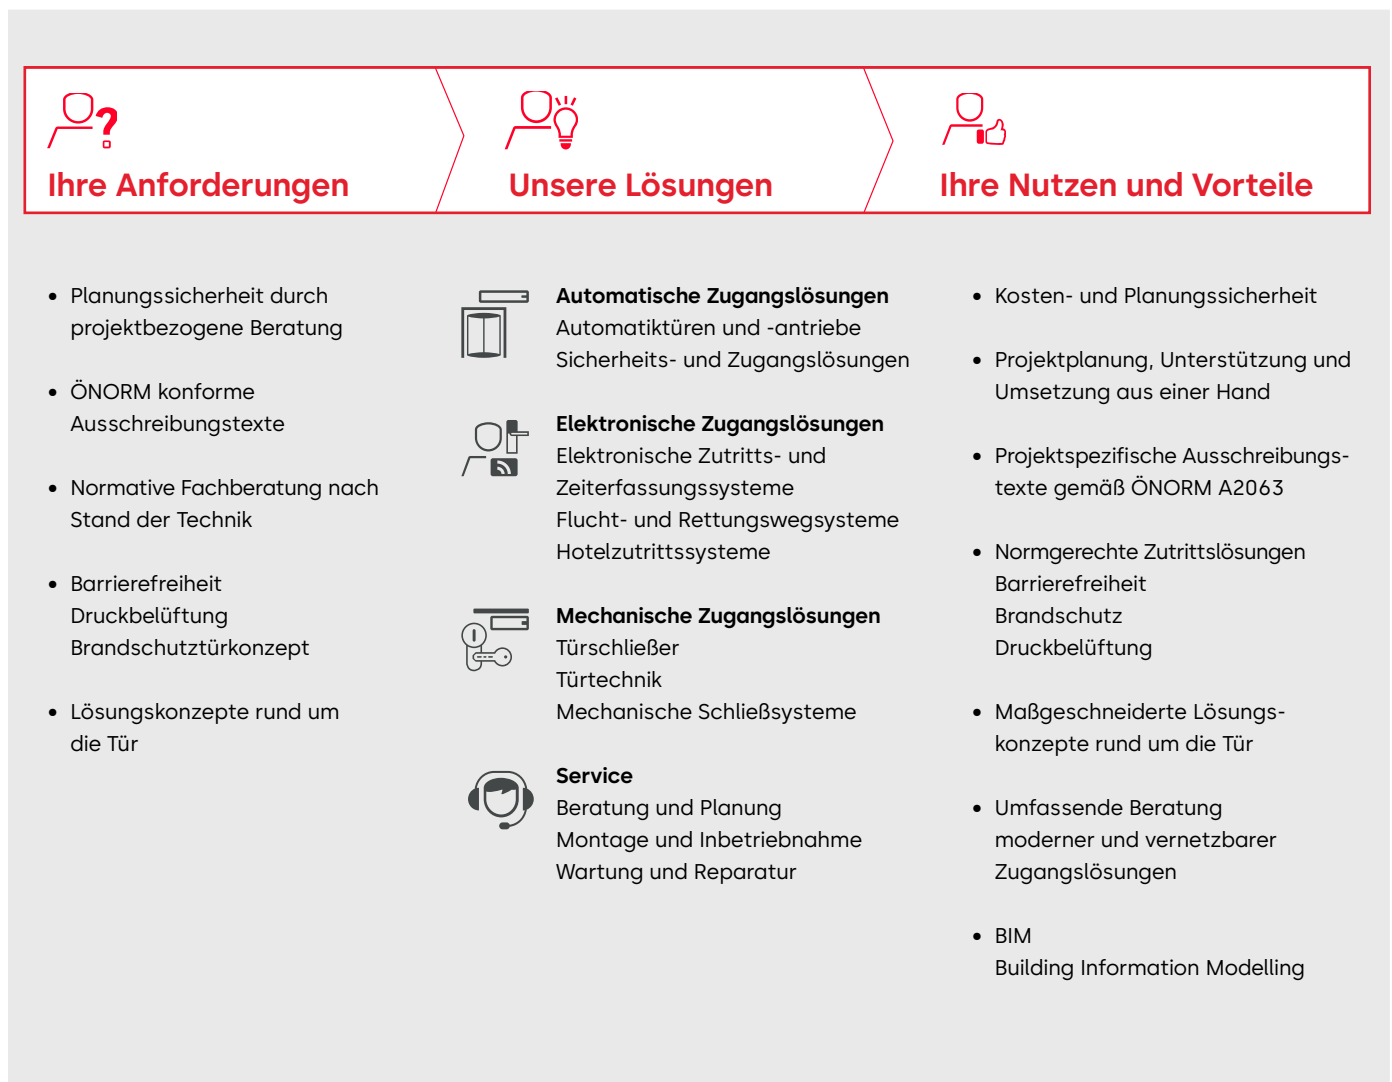 Ihre Anforderungen
Unsere Lösungen
Ihre Nutzen und Vorteile
• Planungssicherheit durch
projektbezogene Beratung
• ÖNORM konforme
Ausschreibungstexte
• Normative Fachberatung nach
Stand der Technik
• Barrierefreiheit
Druckbelüftung
Brandschutztürkonzept
• Lösungskonzepte rund um
die Tür
Automatische Zugangslösungen
Automatiktüren und -antriebe
Sicherheits- und Zugangslösungen
Elektronische Zugangslösungen
Elektronische Zutritts- und
Zeiterfassungssysteme
Flucht- und Rettungswegsysteme
Hotelzutrittssysteme
Mechanische Zugangslösungen
Türschließer
Türtechnik
Mechanische Schließsysteme
Service
Beratung und Planung
Montage und Inbetriebnahme
Wartung und Reparatur
• Kosten- und Planungssicherheit
• Projektplanung, Unterstützung und
Umsetzung aus einer Hand
• Projektspezifische Ausschreibungs-
texte gemäß ÖNORM A2063
• Normgerechte Zutrittslösungen
Barrierefreiheit
Brandschutz
Druckbelüftung
• Maßgeschneiderte Lösungs-
konzepte rund um die Tür
• Umfassende Beratung
moderner und vernetzbarer
Zugangslösungen
• BIM
Building Information Modelling